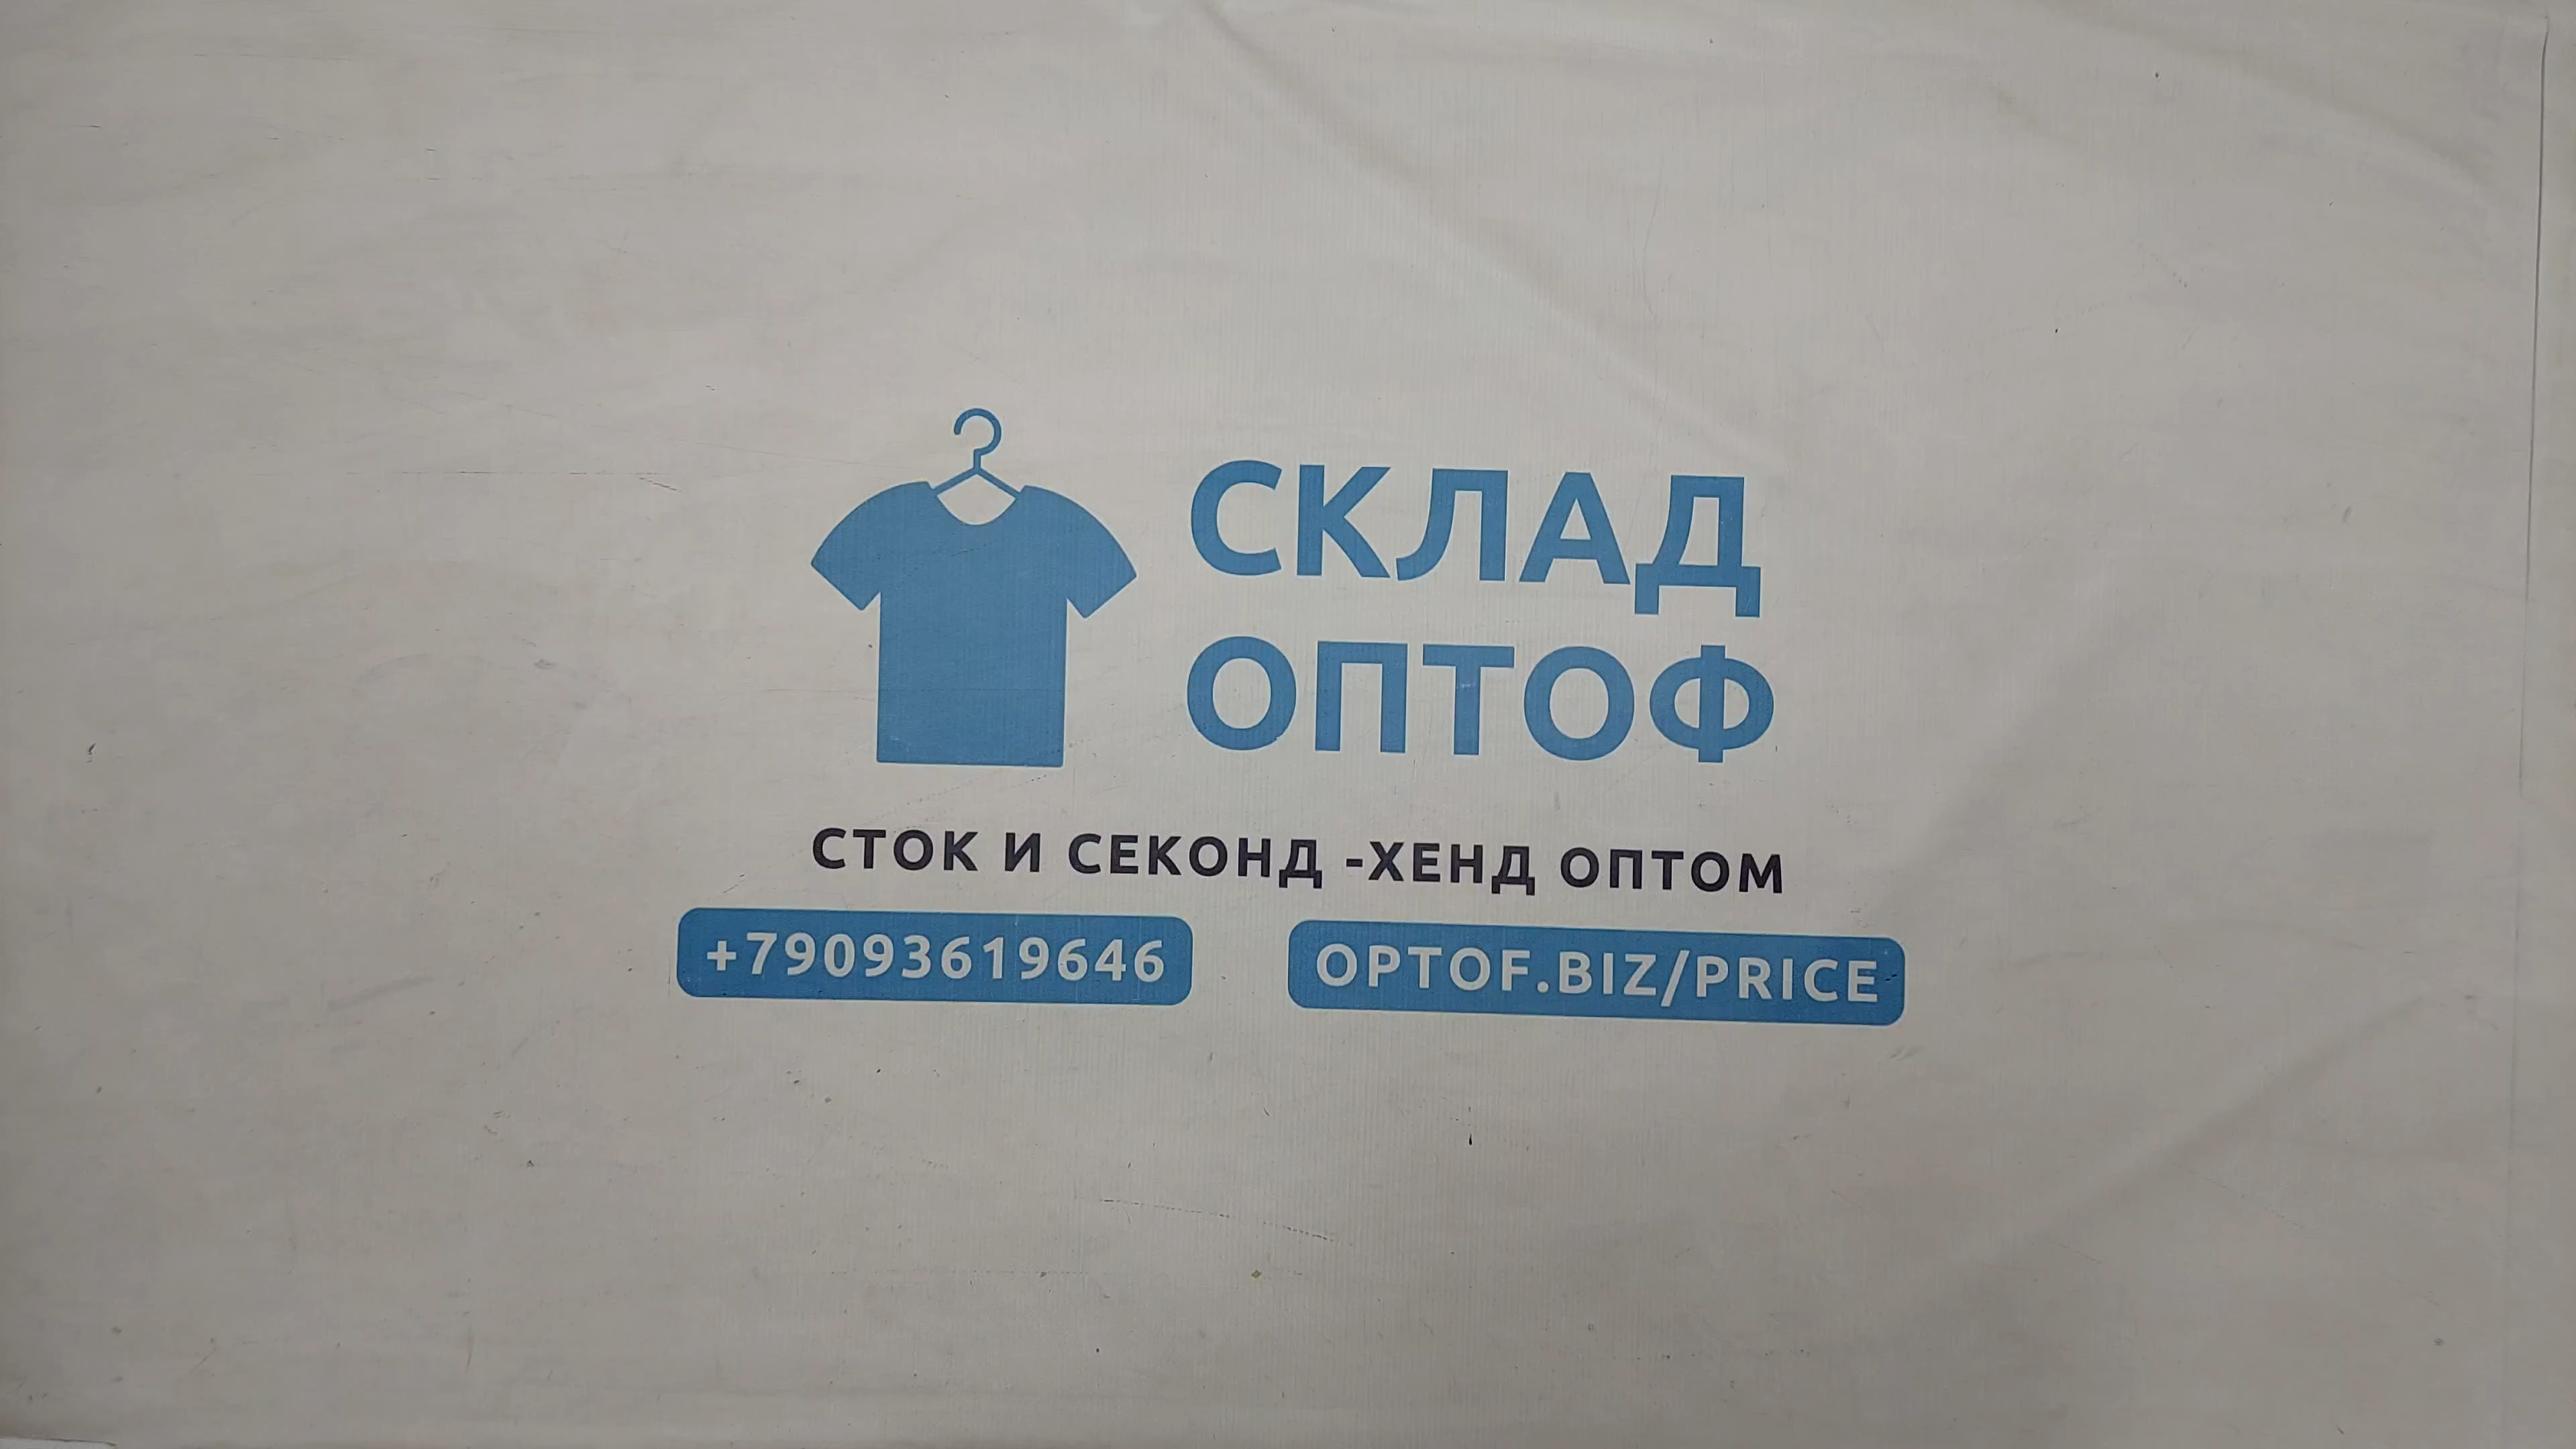 СКЛАД
ОПТОФ
СТОК И СЕКОНД -ХЕНД ОПТОМ
+79093619646
OPTOF.BIZ/PRICE